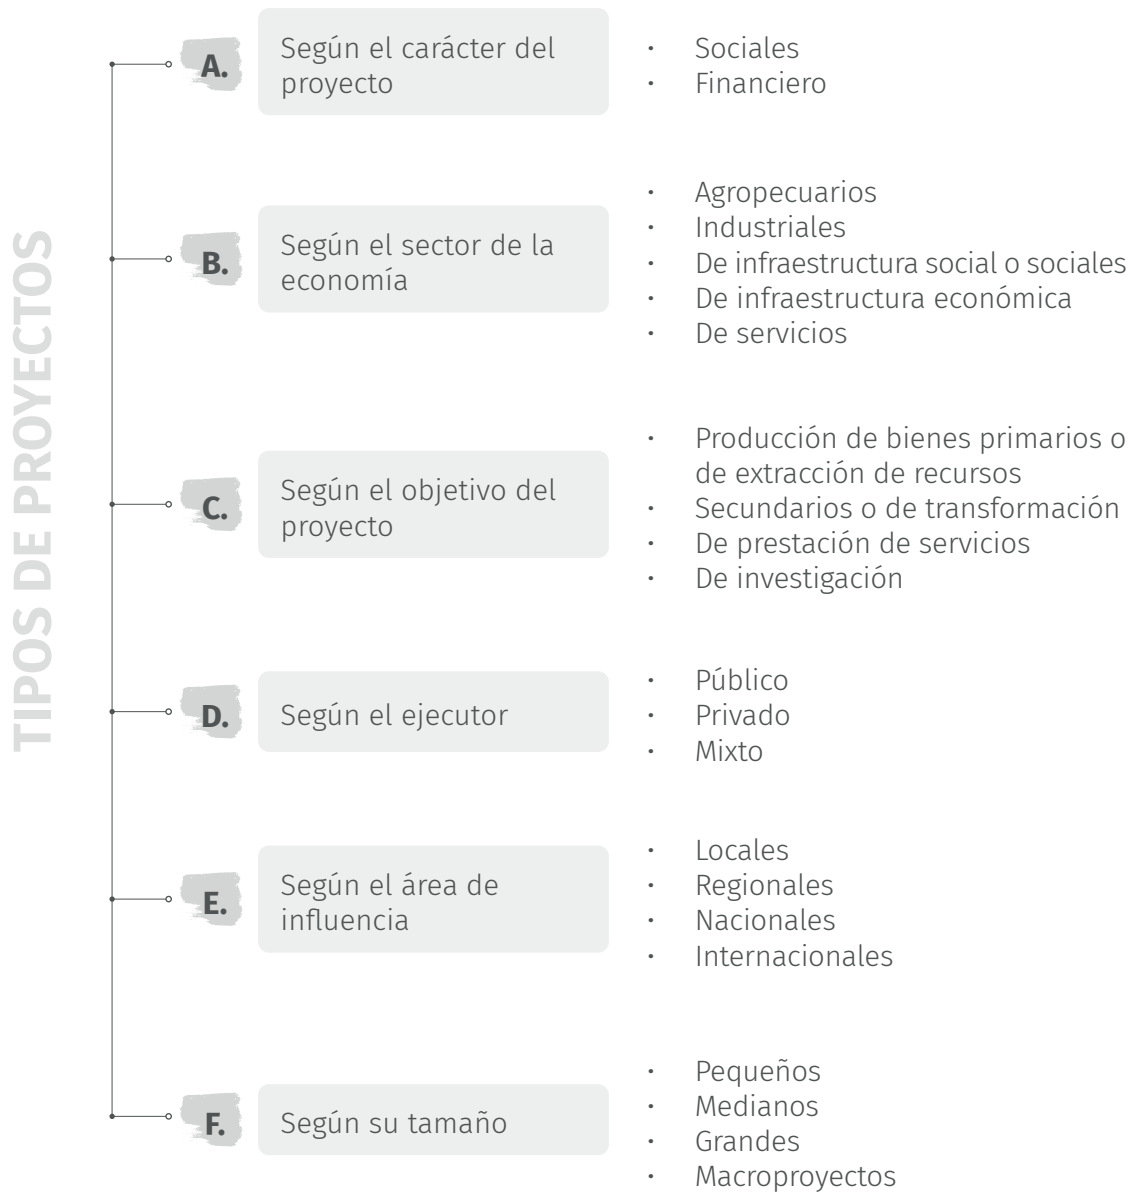 TIPOS DE PROYECTOS
A.
Según el carácter del
proyecto
· Sociales
· Financiero
B.
Según el sector de la
economía
· Agropecuarios
· Industriales
· De infraestructura social o sociales
· De infraestructura económica
· De servicios
C.
Según el objetivo del
proyecto
· Producción de bienes primarios o
de extracción de recursos
· Secundarios o de transformación
· De prestación de servicios
· De investigación
D.
Según el ejecutor
· Público
· Privado
· Mixto
E.
Según el área de
influencia
· Locales
· Regionales
· Nacionales
· Internacionales
F.
Según su tamaño
· Pequeños
· Medianos
· Grandes
· Macroproyectos